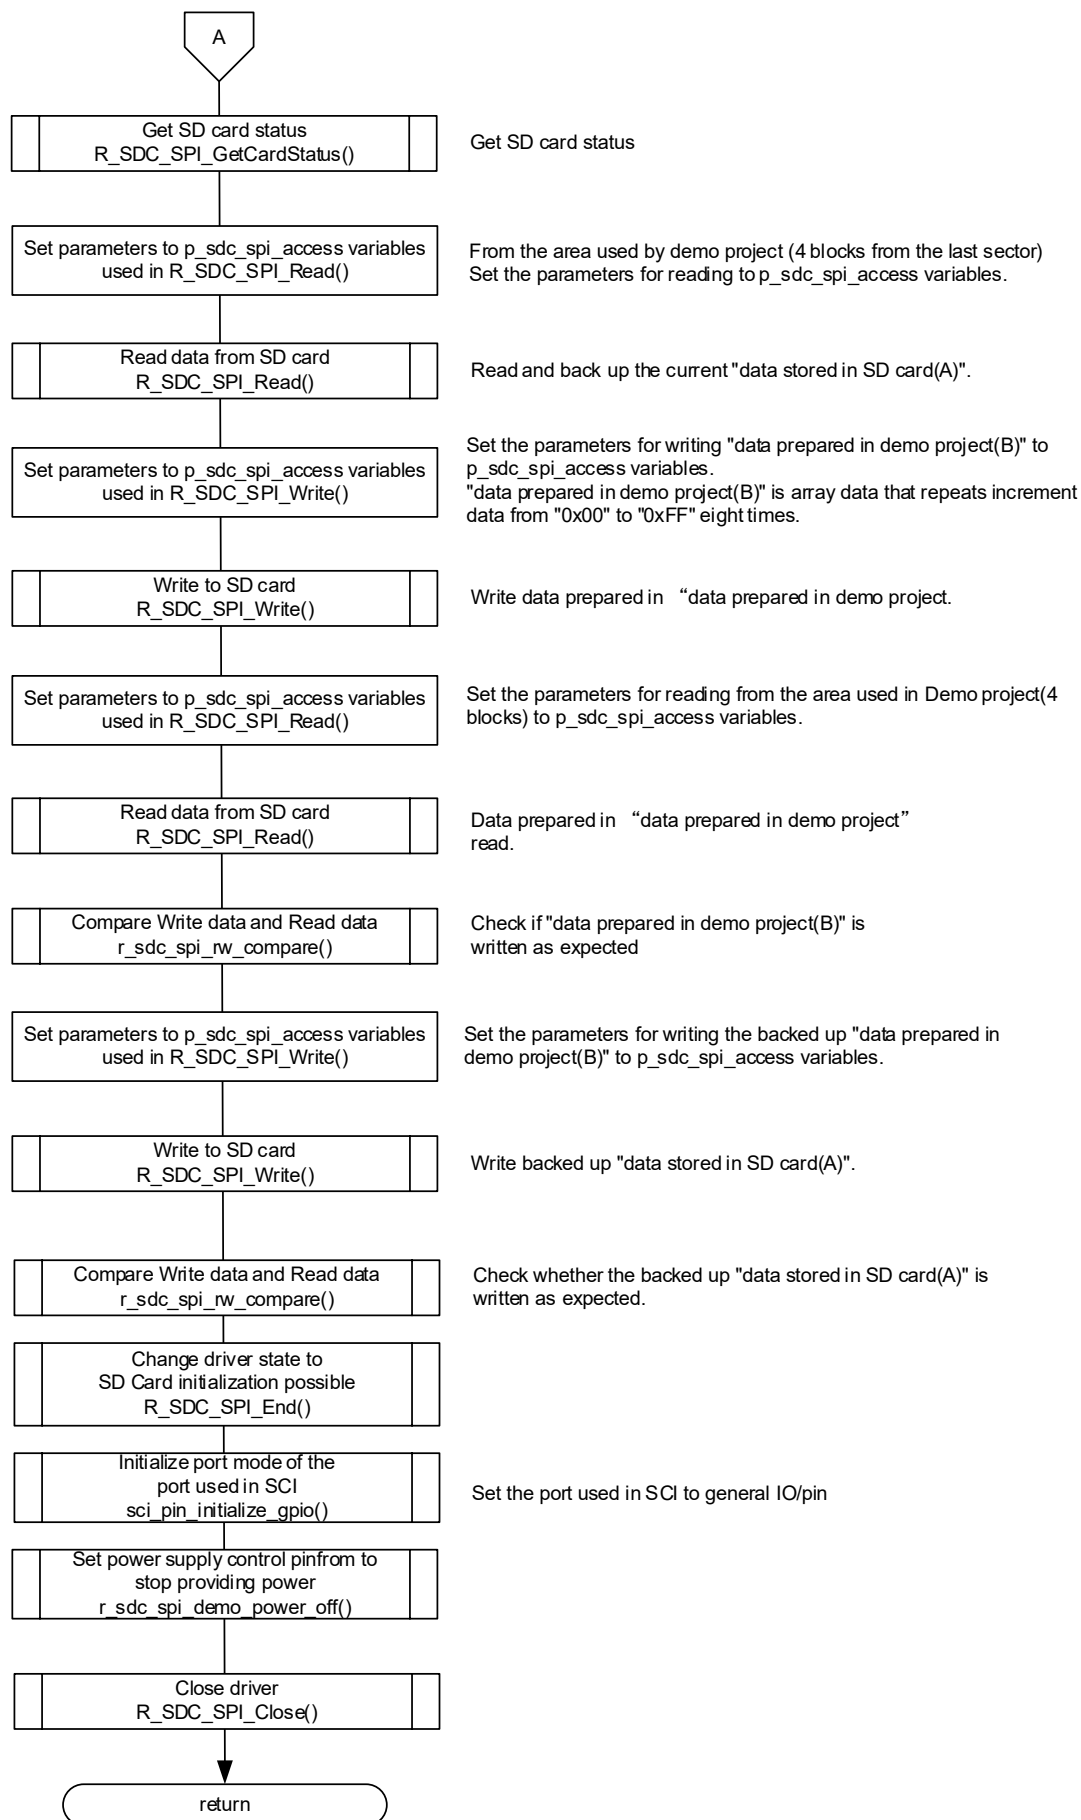 A
Get SD card status
R_SDC_SPI_GetCardStatus()
Get SD card status
Set parameters to p_sdc_spi_access variables
used in R_SDC_SPI_Read()
From the area used by demo project (4 blocks from the last sector)
Set the parameters for reading to p_sdc_spi_access variables.
Read data from SD card
R_SDC_SPI_Read()
Read and back up the current "data stored in SD card(A)".
Set parameters to p_sdc_spi_access variables
used in R_SDC_SPI_Write()
Set the parameters for writing "data prepared in demo project(B)" to
p_sdc_spi_access variables.
"data prepared in demo project(B)" is array data that repeats increment
data from "0x00" to "0xFF" eight times.
Write to SD card
R_SDC_SPI_Write()
Write data prepared in “data prepared in demo project.
Set parameters to p_sdc_spi_access variables
used in R_SDC_SPI_Read()
Set the parameters for reading from the area used in Demo project(4
blocks) to p_sdc_spi_access variables.
Read data from SD card
R_SDC_SPI_Read()
Data prepared in “data prepared in demo project”
read.
Compare Write data and Read data
r_sdc_spi_rw_compare()
Check if "data prepared in demo project(B)" is
written as expected
Set parameters to p_sdc_spi_access variables
used in R_SDC_SPI_Write()
Set the parameters for writing the backed up "data prepared in
demo project(B)" to p_sdc_spi_access variables.
Write to SD card
R_SDC_SPI_Write()
Write backed up "data stored in SD card(A)".
Compare Write data and Read data
r_sdc_spi_rw_compare()
Check whether the backed up "data stored in SD card(A)" is
written as expected.
Change driver state to
SD Card initialization possible
R_SDC_SPI_End()
Initialize port mode of the
port used in SCI
sci_pin_initialize_gpio()
Set the port used in SCI to general IO/pin
Set power supply control pinfrom to
stop providing power
r_sdc_spi_demo_power_off()
Close driver
R_SDC_SPI_Close()
return